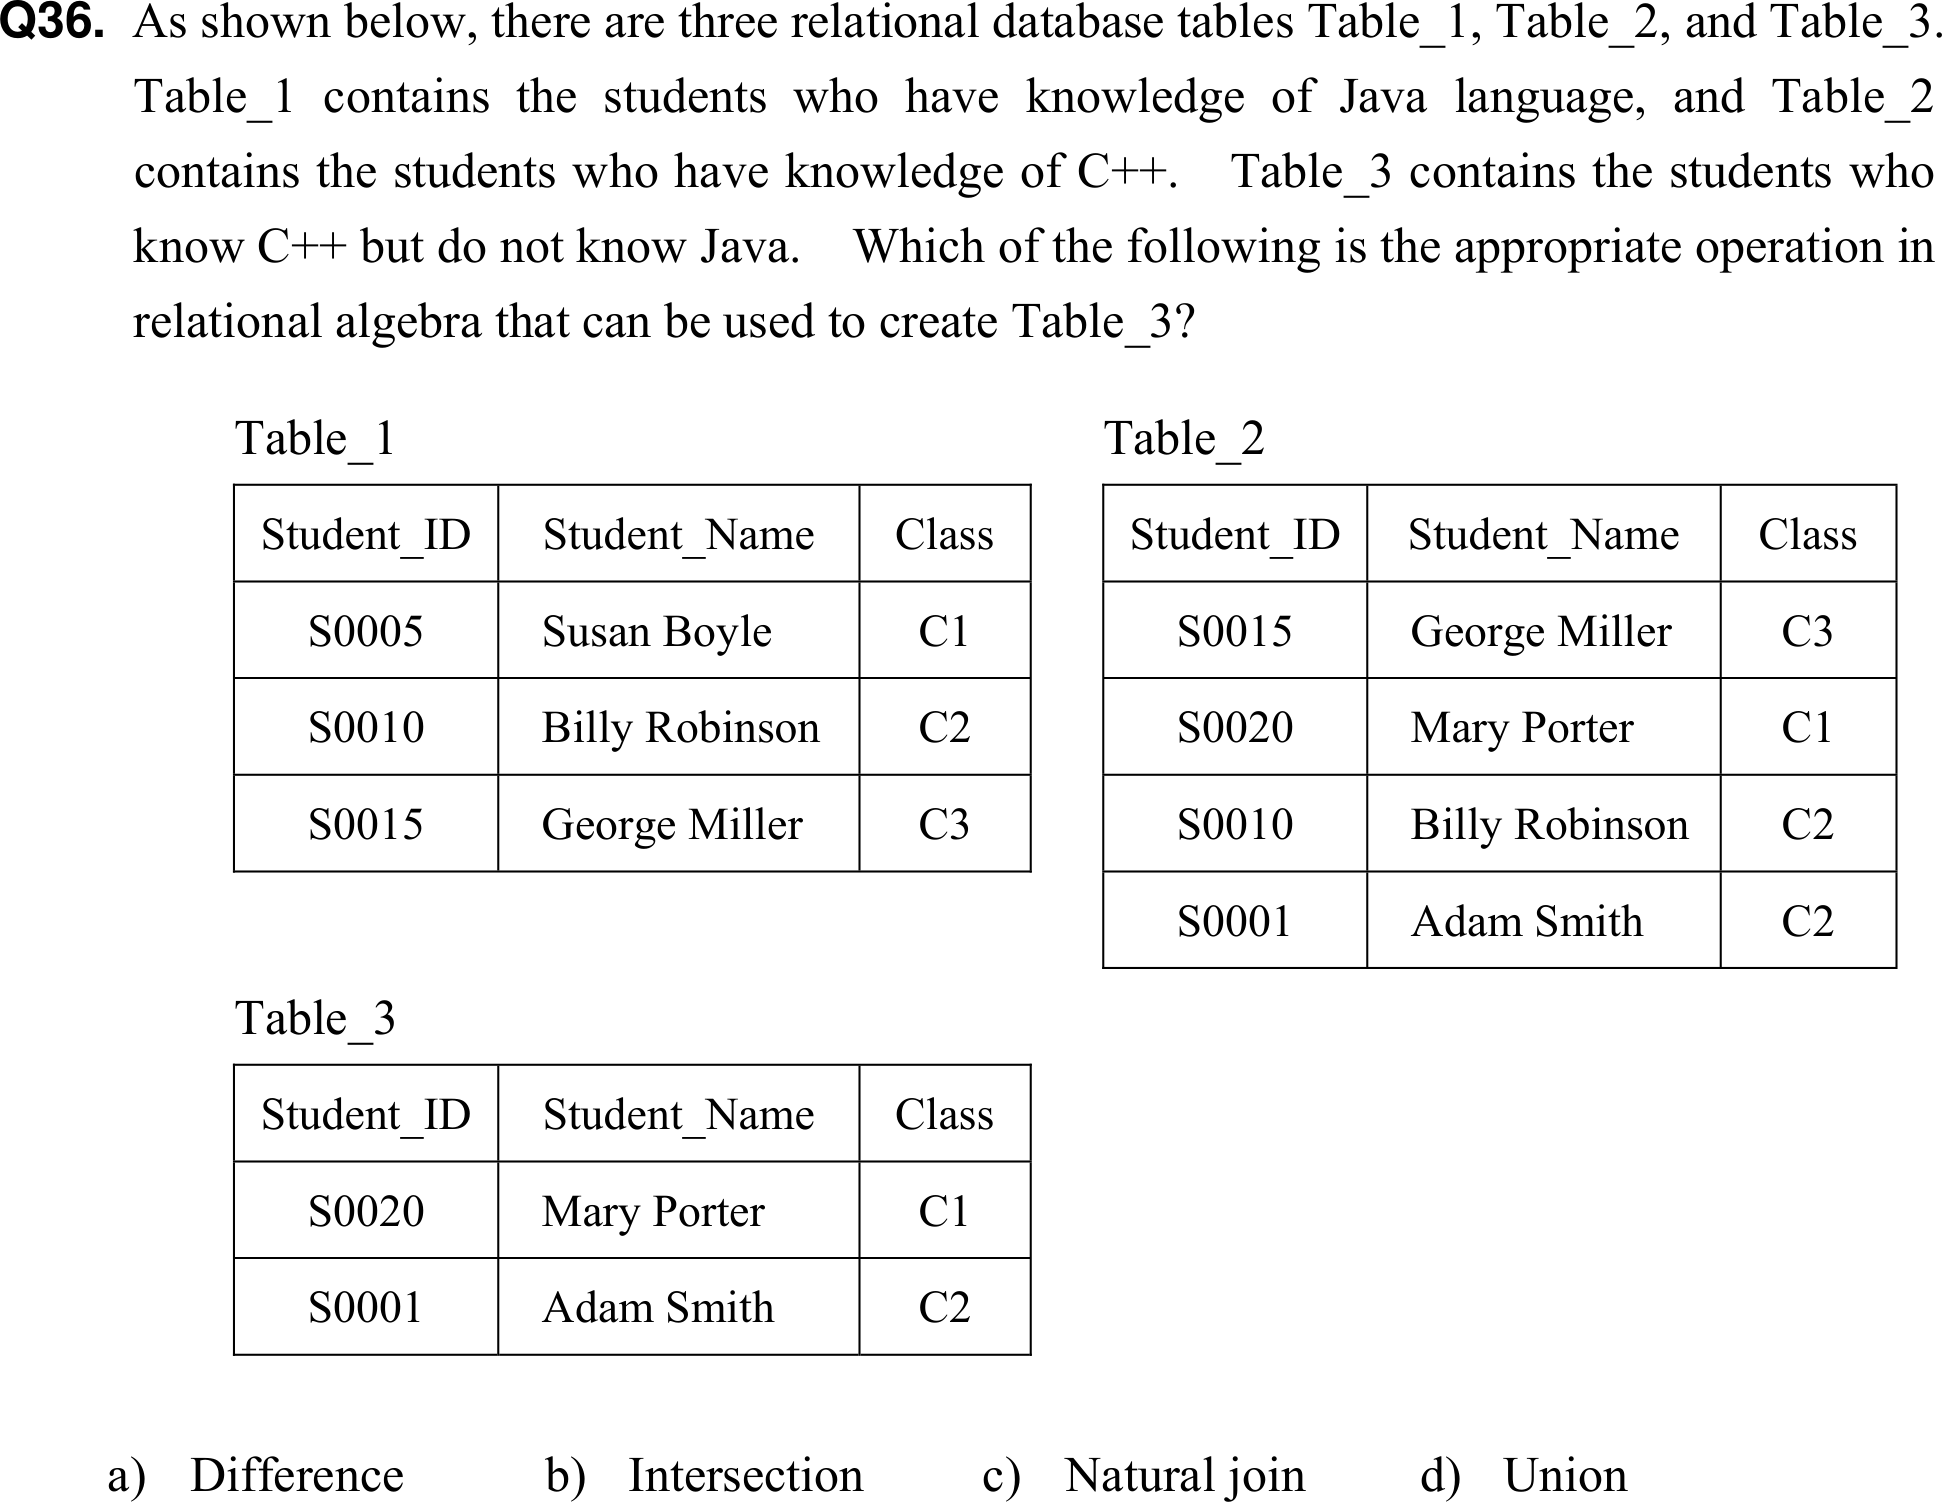 Q36. As shown below, there are three relational database tables Table_1, Table_2, and Table_3.
Table_1 contains the students who have knowledge of Java language, and Table_2
contains the students who have knowledge of C++. Table_3 contains the students who
know C++ but do not know Java. Which of the following is the appropriate operation in
relational algebra that can be used to create Table_3?
Table_1
Student_ID Student_Name Class
S0005 Susan Boyle C1
S0010 Billy Robinson C2
S0015 George Miller C3
Table_2
Student_ID Student_Name Class
S0015 George Miller C3
S0020 Mary Porter C1
S0010 Billy Robinson C2
S0001 Adam Smith C2
Table_3
Student_ID Student_Name Class
S0020 Mary Porter C1
S0001 Adam Smith C2
a) Difference b) Intersection c) Natural join d) Union